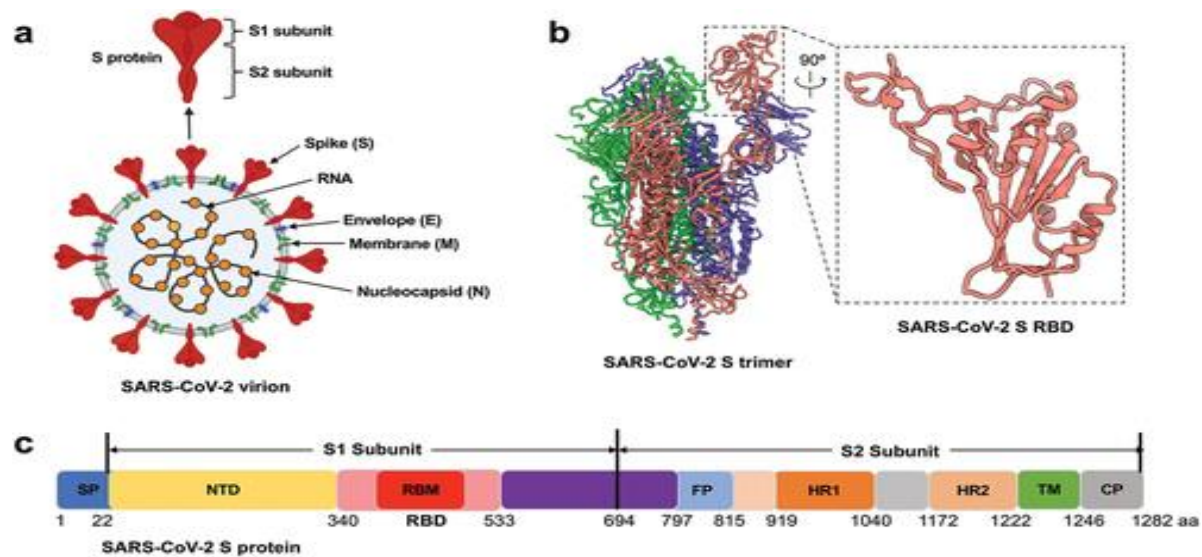 a
S protein
S1 subunit
S2 subunit
Spike (S)
RNA
Envelope (E)
Membrane (M)
Nucleocapsid (N)
SARS-CoV-2 virion
b
90º
SARS-CoV-2 S trimer
SARS-CoV-2 S RBD
c
S1 Subunit
S2 Subunit
SP NTD RBM FP HR1 HR2 TM CP
1 22 340 RBD 533 694 797 815 919 1040 1172 1222 1246 1282 aa
SARS-CoV-2 S protein